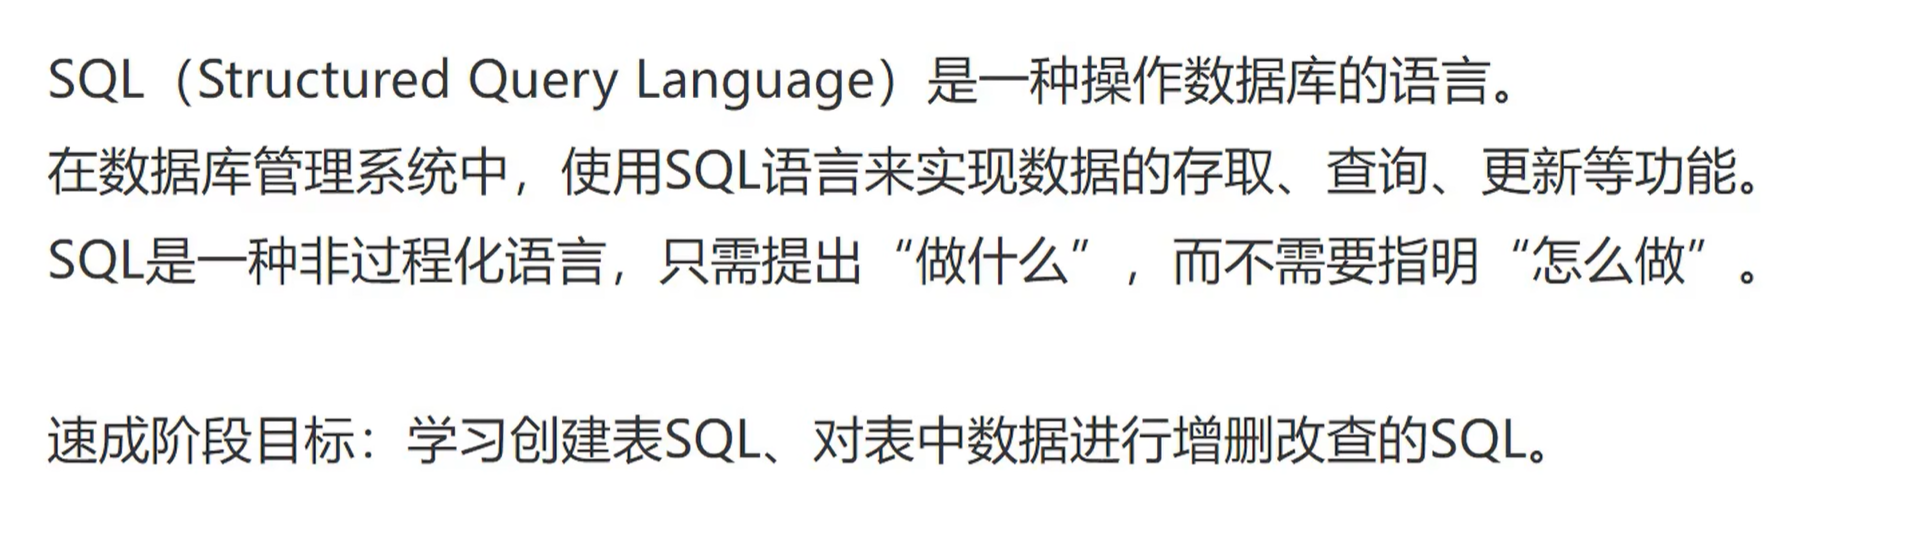 SQL（Structured Query Language）是一种操作数据库的语言。
在数据库管理系统中，使用SQL语言来实现数据的存取、查询、更新等功能。
SQL是一种非过程化语言，只需提出“做什么”，而不需要指明“怎么做”。
速成阶段目标：学习创建表SQL、对表中数据进行增删改查的SQL。